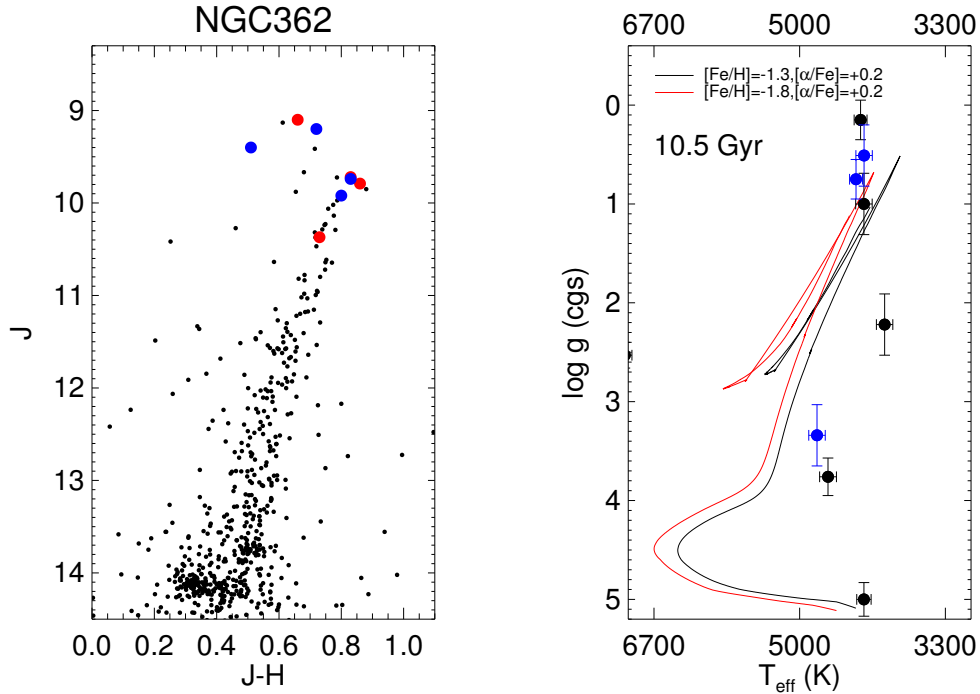 NGC362
J
9
10
11
12
13
14
0.0 0.2 0.4 0.6 0.8 1.0
J-H
6700 5000 3300
[Fe/H]=-1.3,[α/Fe]=+0.2
[Fe/H]=-1.8,[α/Fe]=+0.2
10.5 Gyr
log g (cgs)
0
1
2
3
4
5
6700 5000 3300
T_eff (K)